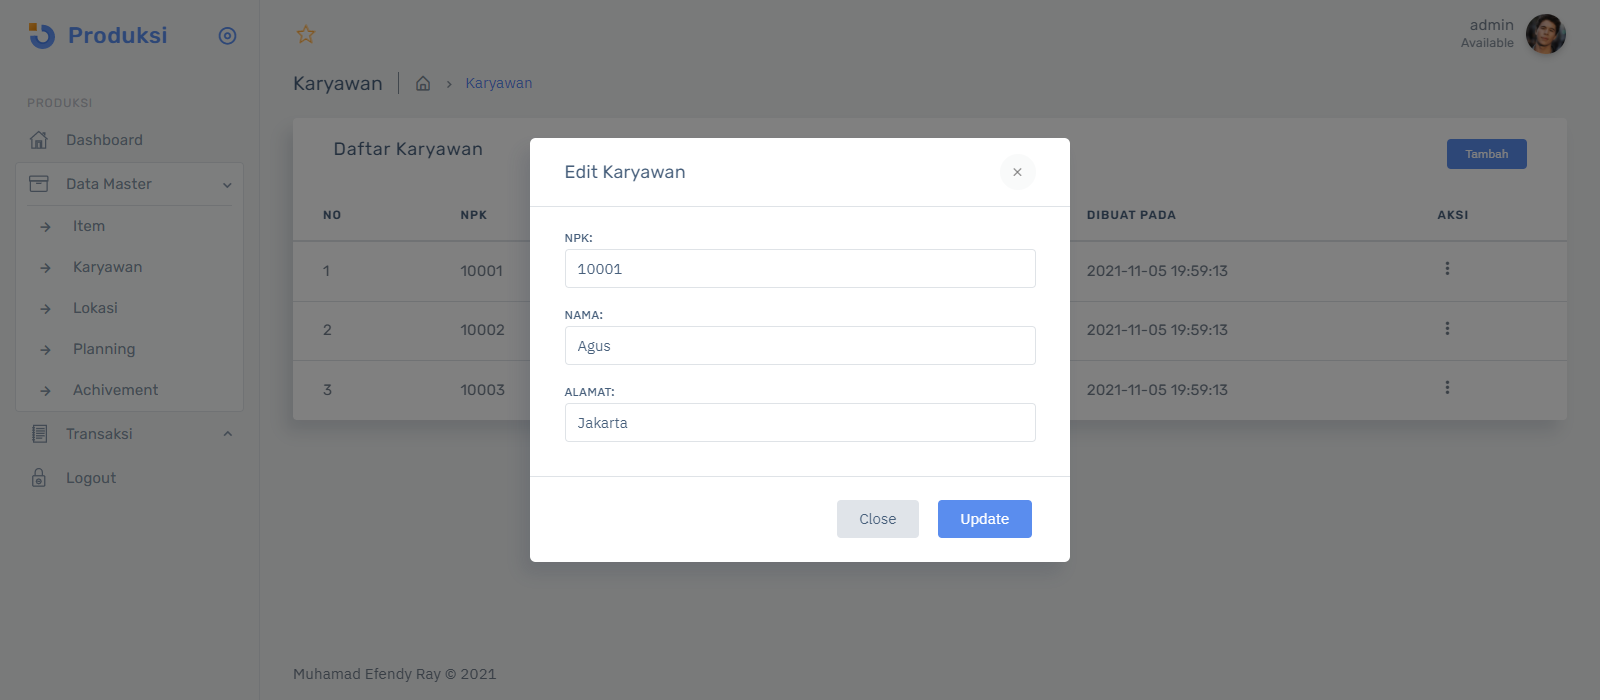 Produksi
admin
Available
Karyawan
Karyawan
PRODUKSI
Dashboard
Data Master
Item
Karyawan
Lokasi
Planning
Achivement
Transaksi
Logout
Daftar Karyawan
Tambah
NO NPK DIBUAT PADA AKSI
1 10001 2021-11-05 19:59:13
2 10002 2021-11-05 19:59:13
3 10003 2021-11-05 19:59:13
Edit Karyawan
NPK:
10001
NAMA:
Agus
ALAMAT:
Jakarta
Close Update
Muhamad Efendy Ray © 2021